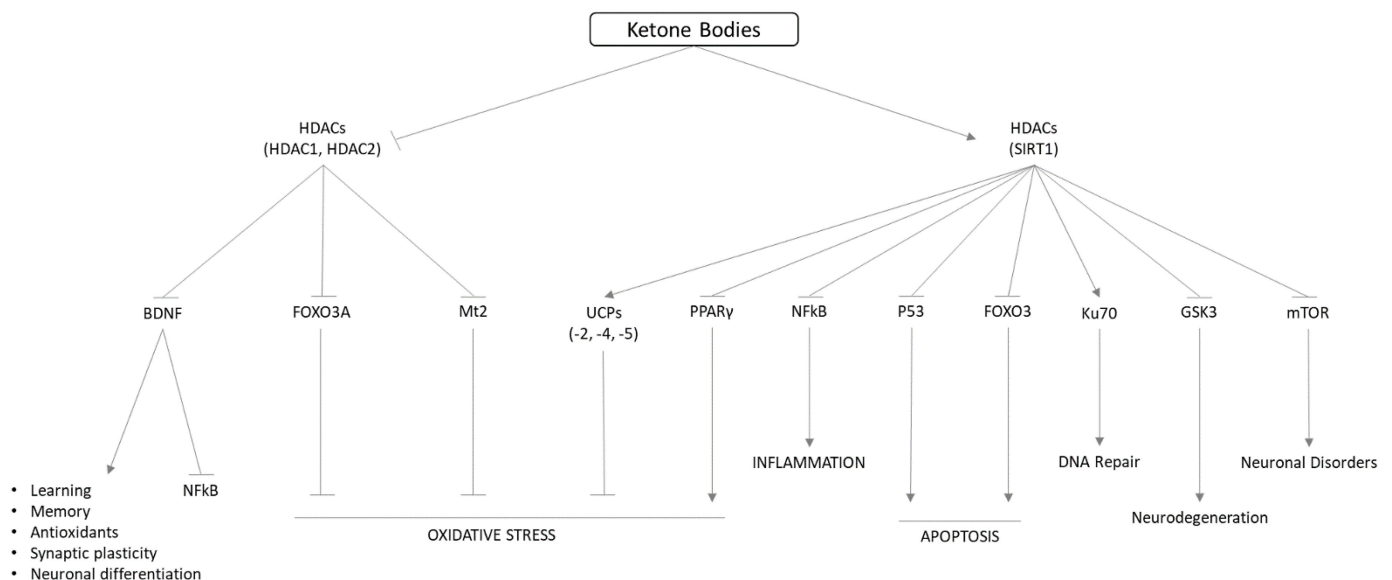 Ketone Bodies
HDACs
(HDAC1, HDAC2)
HDACs
(SIRT1)
BDNF
FOXO3A
Mt2
UCPs
(-2, -4, -5)
PPARγ
NFkB
P53
FOXO3
Ku70
GSK3
mTOR
INFLAMMATION
DNA Repair
Neuronal Disorders
• Learning
• Memory
• Antioxidants
• Synaptic plasticity
• Neuronal differentiation
NFkB
OXIDATIVE STRESS
APOPTOSIS
Neurodegeneration